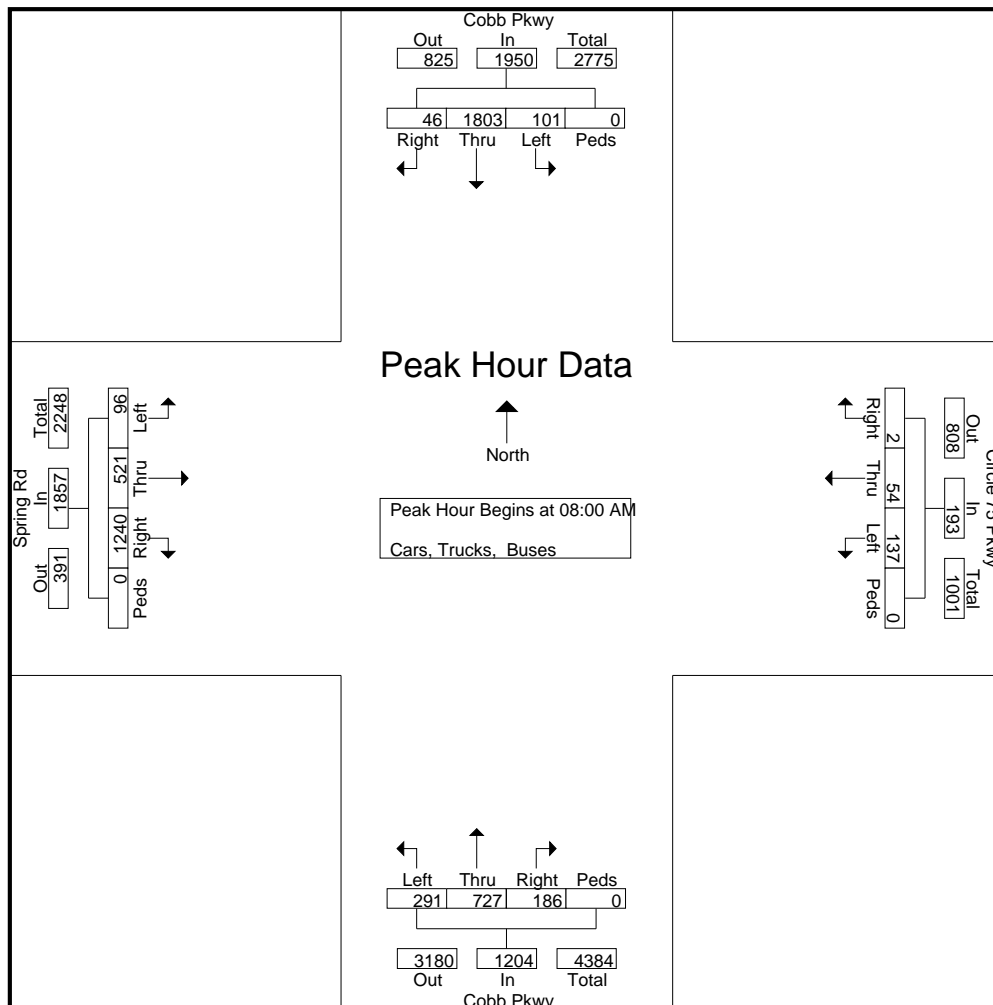 Cobb Pkwy
Out In Total
825 1950 2775
46 1803 101 0
Right Thru Left Peds
Peak Hour Data
North
Peak Hour Begins at 08:00 AM
Cars, Trucks, Buses
Spring Rd
Total In Out
2248 1857 391
96 521 1240 0
Left Thru Right Peds
Right Thru Left Peds
2 54 137 0
Out In Total
808 193 1001
Circle 75 Pkwy
Left Thru Right Peds
291 727 186 0
3180 1204 4384
Out In Total
Cobb Pkwy